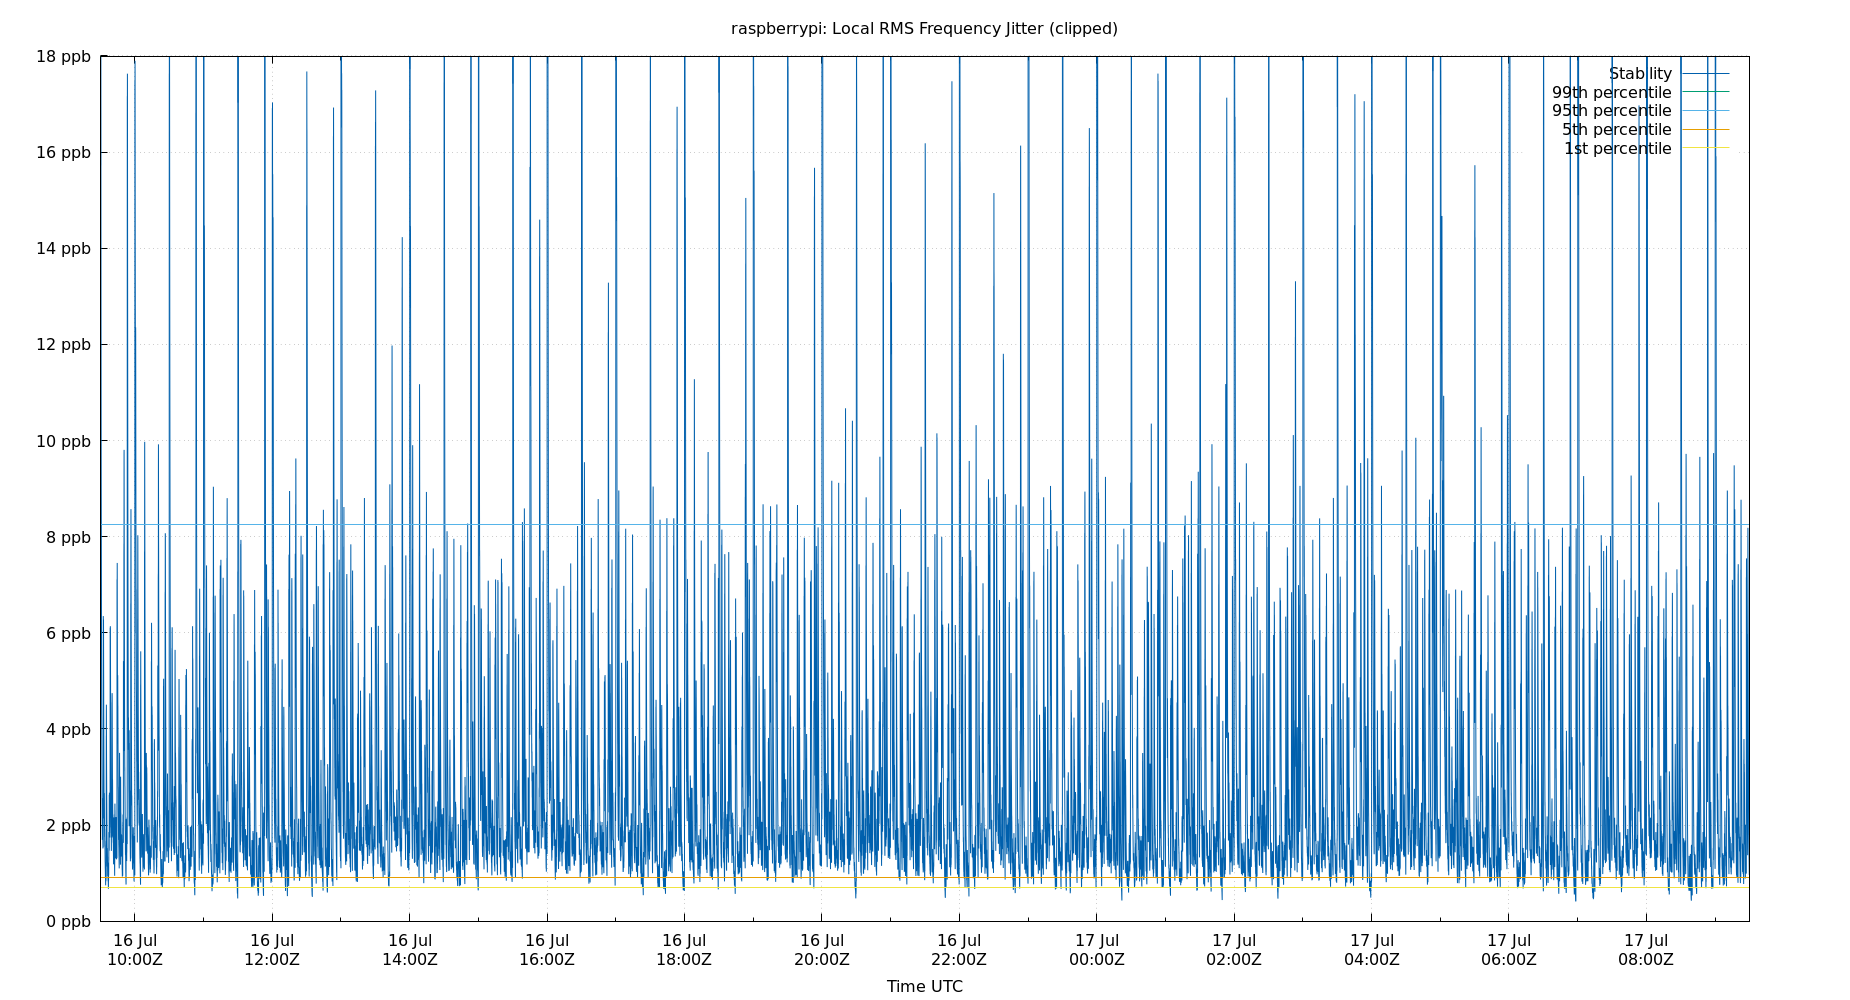 raspberrypi: Local RMS Frequency Jitter (clipped)
18 ppb
16 ppb
14 ppb
12 ppb
10 ppb
8 ppb
6 ppb
4 ppb
2 ppb
0 ppb
Stability
99th percentile
95th percentile
5th percentile
1st percentile
16 Jul 16 Jul 16 Jul 16 Jul 16 Jul 16 Jul 16 Jul 17 Jul 17 Jul 17 Jul 17 Jul 17 Jul
10:00Z 12:00Z 14:00Z 16:00Z 18:00Z 20:00Z 22:00Z 00:00Z 02:00Z 04:00Z 06:00Z 08:00Z
Time UTC